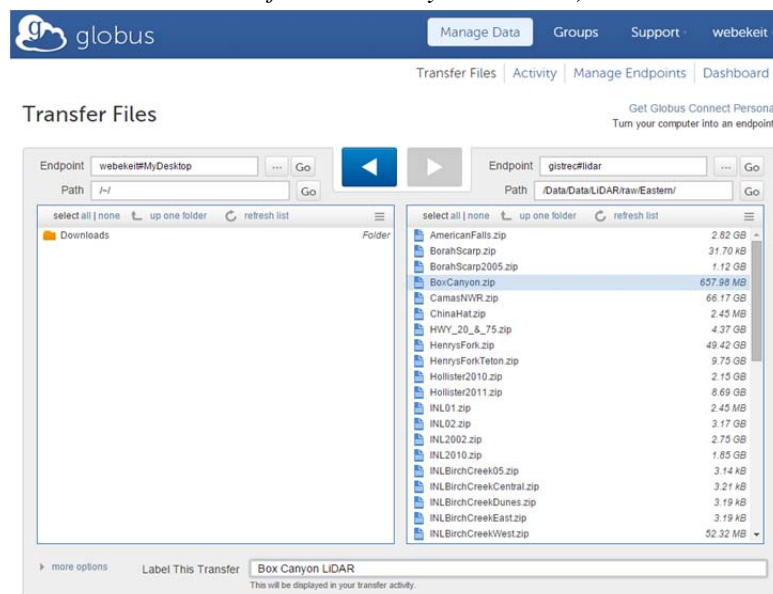 globus
Manage Data Groups Support webekeit
Transfer Files Activity Manage Endpoints Dashboard
Transfer Files
Get Globus Connect Persona
Turn your computer into an endpoint
Endpoint webekeit#MyDesktop ... Go
Path /~/ Go
Endpoint gistrec#lidar ... Go
Path /Data/Data/LiDAR/raw/Eastern/ Go
select all | none up one folder refresh list
Downloads Folder
select all | none up one folder refresh list
AmericanFalls.zip 2.82 GB
BorahScarp.zip 31.70 kB
BorahScarp2005.zip 1.12 GB
BoxCanyon.zip 657.98 MB
CamasNWR.zip 66.17 GB
ChinaHat.zip 2.45 MB
HWY_20_&_75.zip 4.37 GB
HenrysFork.zip 49.42 GB
HenrysForkTeton.zip 9.75 GB
Hollister2010.zip 2.15 GB
Hollister2011.zip 8.69 GB
INL01.zip 2.45 MB
INL02.zip 3.17 GB
INL2002.zip 2.75 GB
INL2010.zip 1.85 GB
INLBirchCreek05.zip 3.14 kB
INLBirchCreekCentral.zip 3.21 kB
INLBirchCreekDunes.zip 3.19 kB
INLBirchCreekEast.zip 3.19 kB
INLBirchCreekWest.zip 52.32 MB
more options Label This Transfer Box Canyon LiDAR
This will be displayed in your transfer activity.